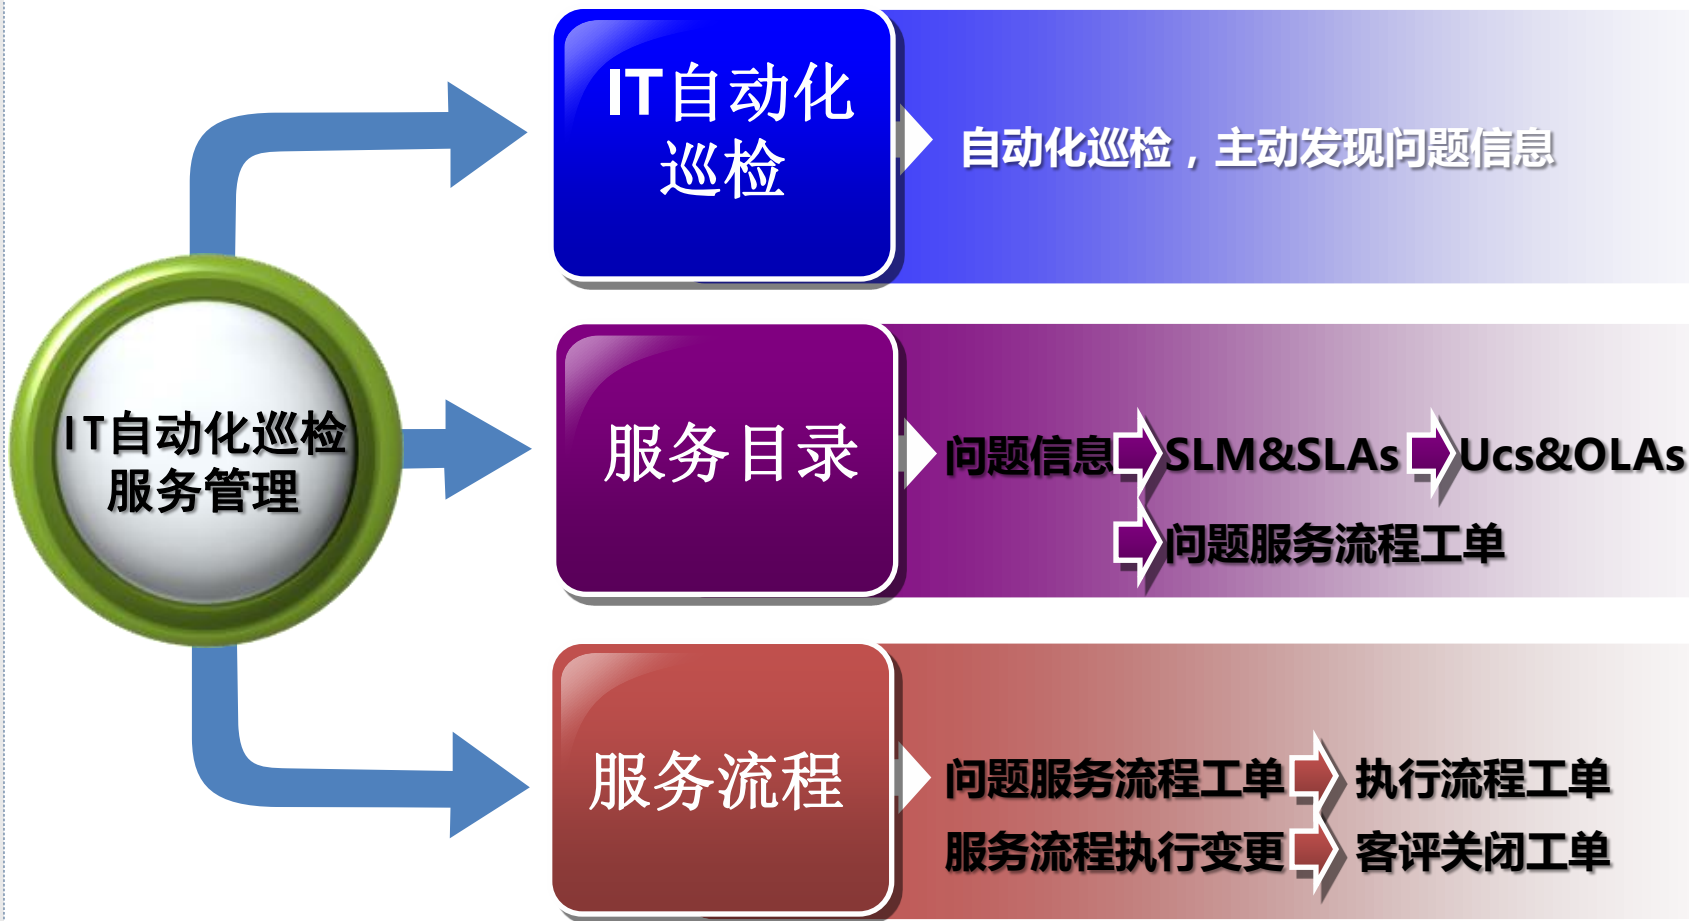 IT自动化巡检
服务管理
IT自动化
巡检
自动化巡检，主动发现问题信息
服务目录
问题信息 SLM&SLAs Ucs&OLAs
问题服务流程工单
服务流程
问题服务流程工单 执行流程工单
服务流程执行变更 客评关闭工单